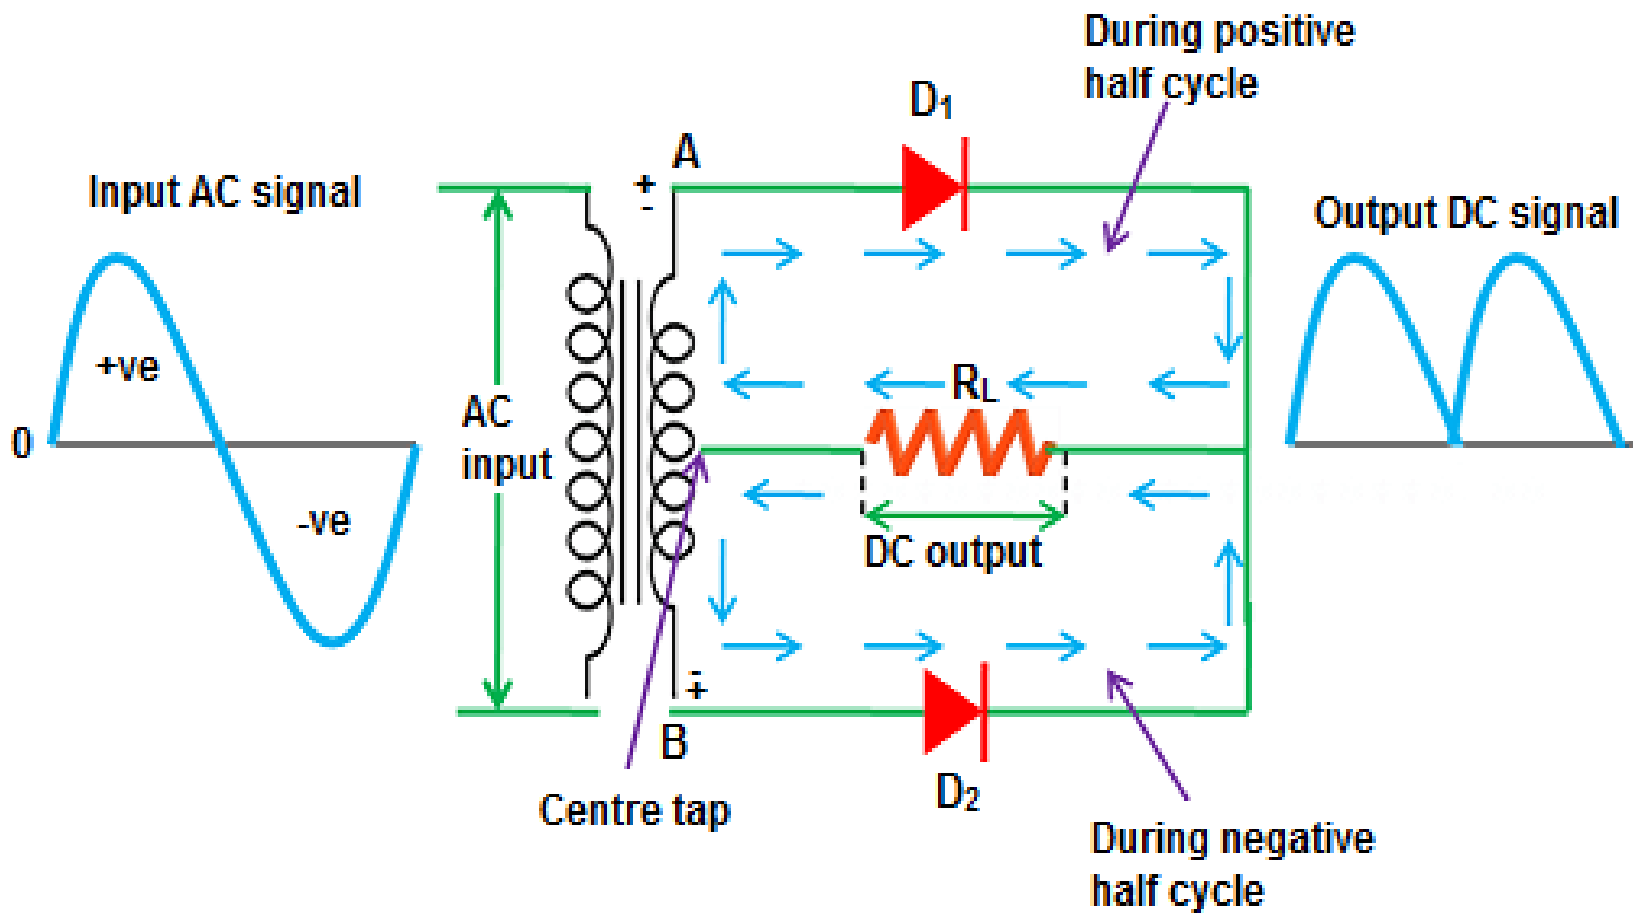 During positive
half cycle
D₁
A
Input AC signal
+
-
Output DC signal
+ve
RL
AC
input
0
-ve
DC output
-
+
B
D₂
Centre tap
During negative
half cycle